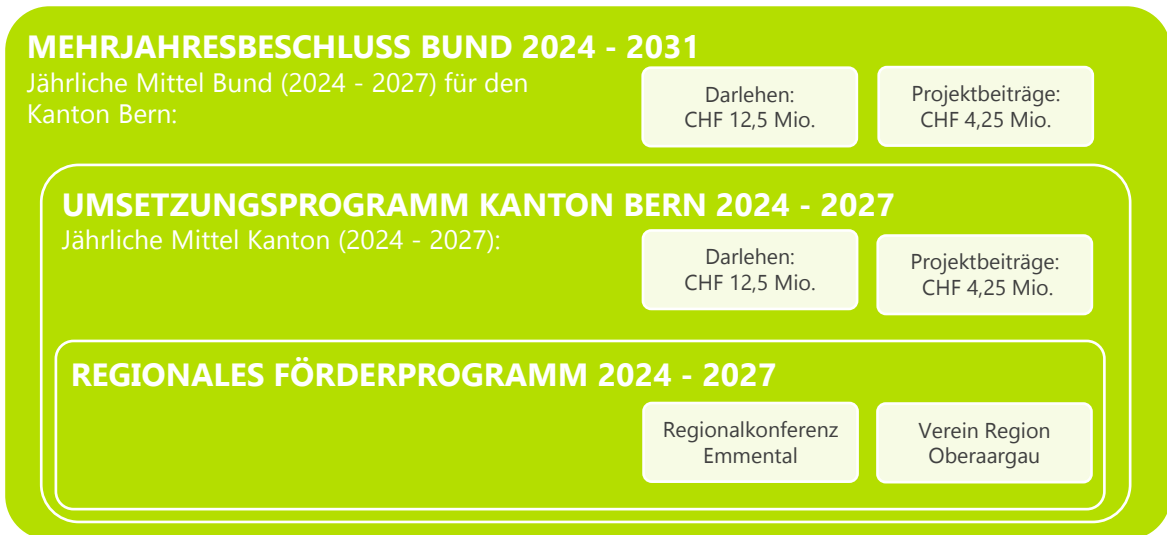 MEHRJAHRESBESCHLUSS BUND 2024 - 2031
Jährliche Mittel Bund (2024 - 2027) für den
Kanton Bern:
Darlehen:
CHF 12,5 Mio.
Projektbeiträge:
CHF 4,25 Mio.
UMSETZUNGSPROGRAMM KANTON BERN 2024 - 2027
Jährliche Mittel Kanton (2024 - 2027):
Darlehen:
CHF 12,5 Mio.
Projektbeiträge:
CHF 4,25 Mio.
REGIONALES FÖRDERPROGRAMM 2024 - 2027
Regionalkonferenz
Emmental
Verein Region
Oberaargau